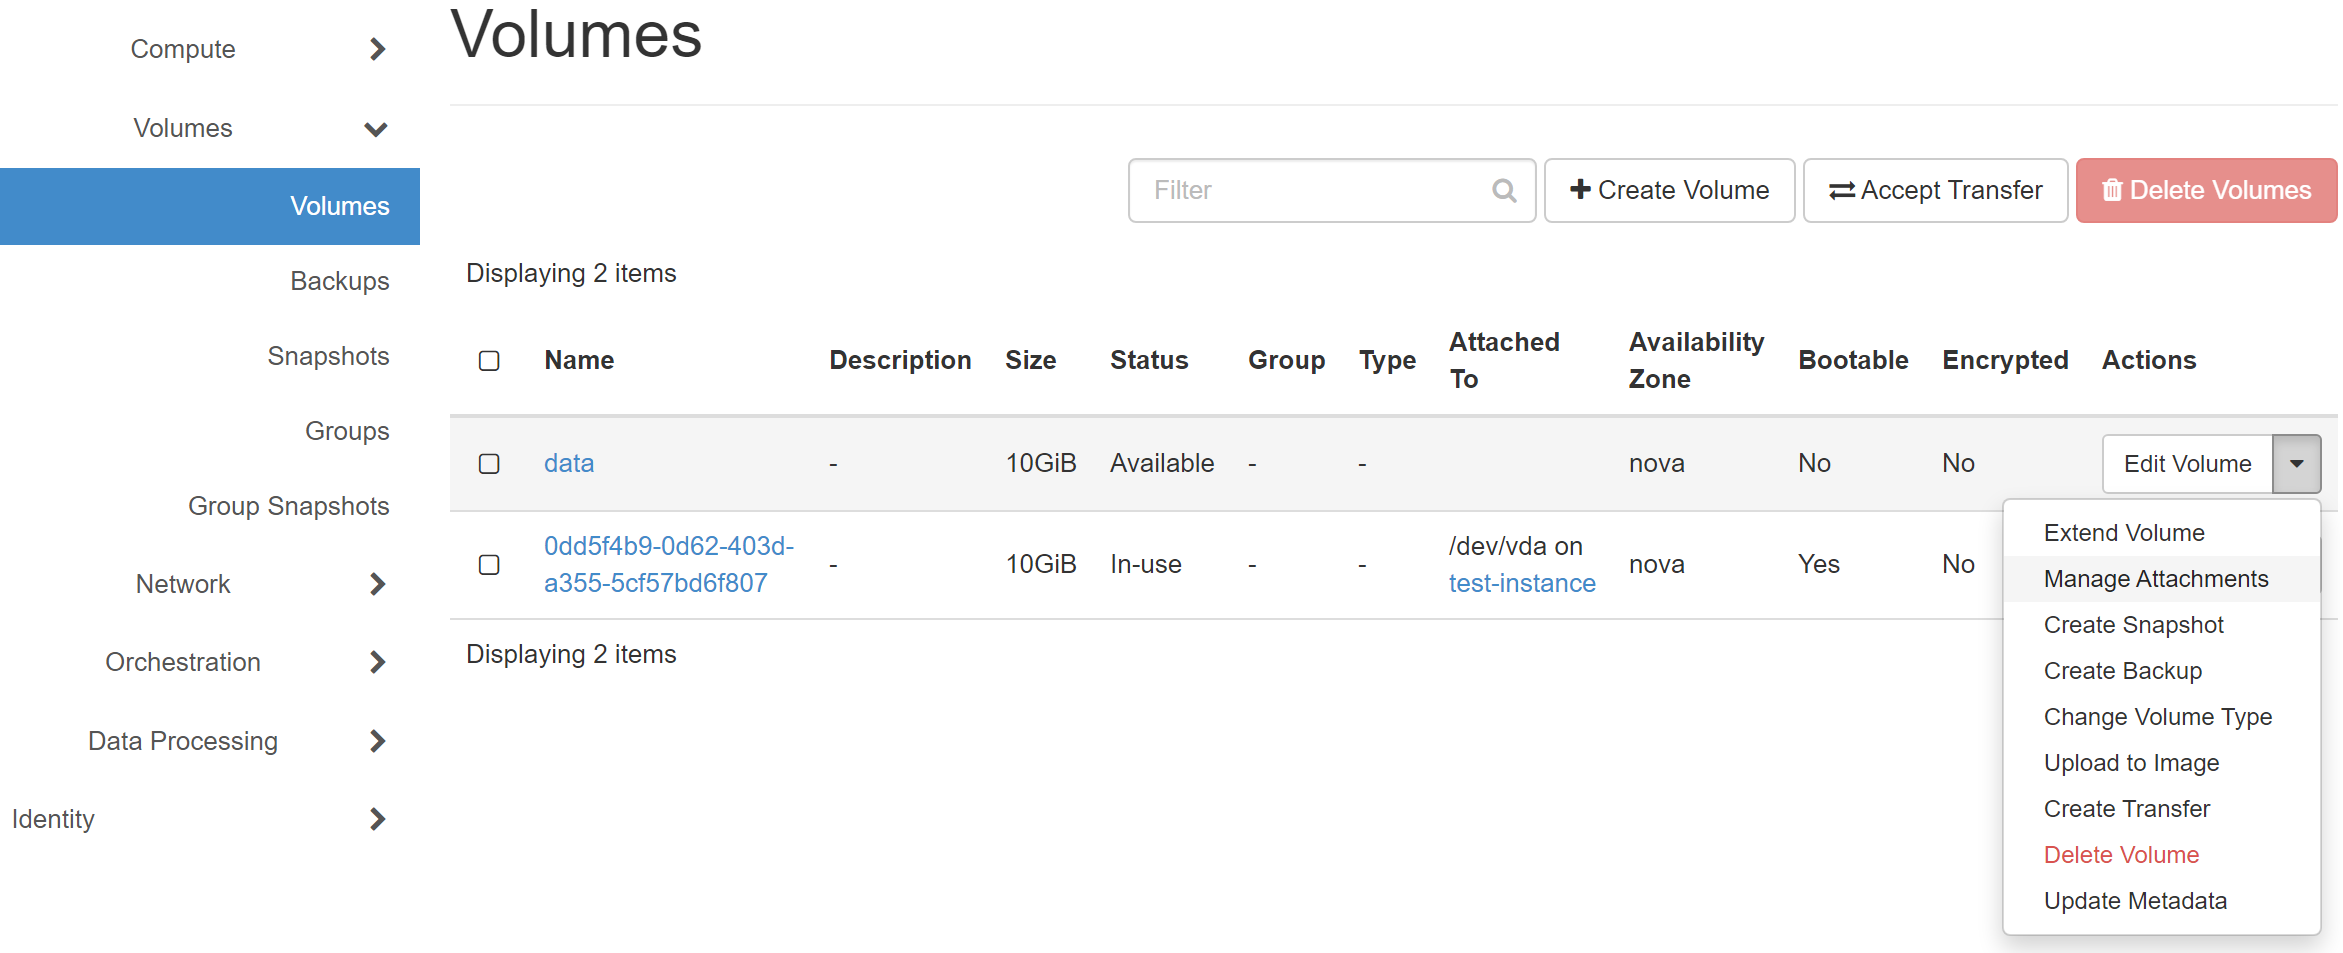 Compute
Volumes
Volumes
Backups
Snapshots
Groups
Group Snapshots
Network
Orchestration
Data Processing
Identity
Volumes
Filter
Create Volume
Accept Transfer
Delete Volumes
Displaying 2 items
Name Description Size Status Group Type Attached To Availability Zone Bootable Encrypted Actions
data - 10GiB Available - - nova No No Edit Volume
0dd5f4b9-0d62-403d-
a355-5cf57bd6f807
- 10GiB In-use - -
/dev/vda on
test-instance
nova Yes No
Displaying 2 items
Extend Volume
Manage Attachments
Create Snapshot
Create Backup
Change Volume Type
Upload to Image
Create Transfer
Delete Volume
Update Metadata